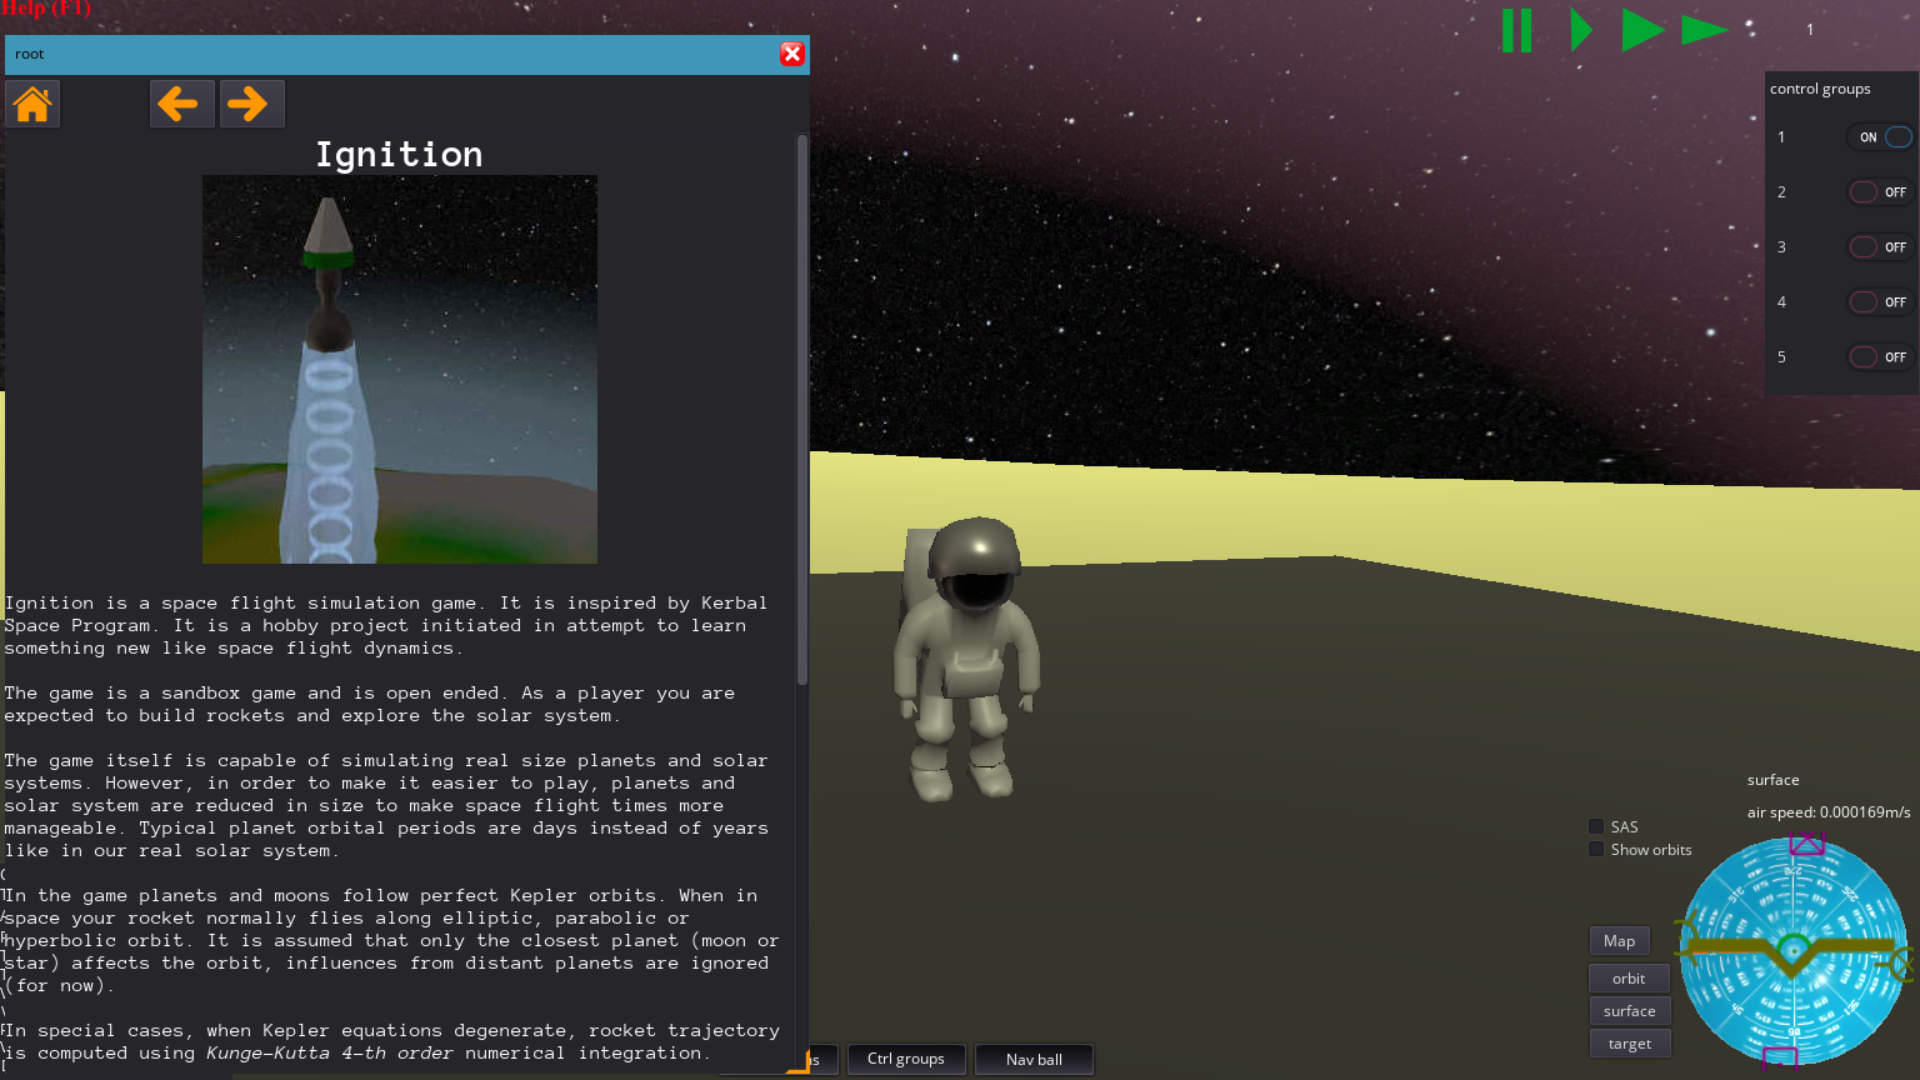 Help (F1)
root
Ignition
Ignition is a space flight simulation game. It is inspired by Kerbal
Space Program. It is a hobby project initiated in attempt to learn
something new like space flight dynamics.
The game is a sandbox game and is open ended. As a player you are
expected to build rockets and explore the solar system.
The game itself is capable of simulating real size planets and solar
systems. However, in order to make it easier to play, planets and
solar system are reduced in size to make space flight times more
manageable. Typical planet orbital periods are days instead of years
like in our real solar system.
In the game planets and moons follow perfect Kepler orbits. When in
space your rocket normally flies along elliptic, parabolic or
hyperbolic orbit. It is assumed that only the closest planet (moon or
star) affects the orbit, influences from distant planets are ignored
(for now).
In special cases, when Kepler equations degenerate, rocket trajectory
is computed using Kunge-Kutta 4-th order numerical integration.
1
control groups
1 ON
2 OFF
3 OFF
4 OFF
5 OFF
surface
air speed: 0.000169m/s
SAS
Show orbits
Map
orbit
surface
target
Ctrl groups
Nav ball